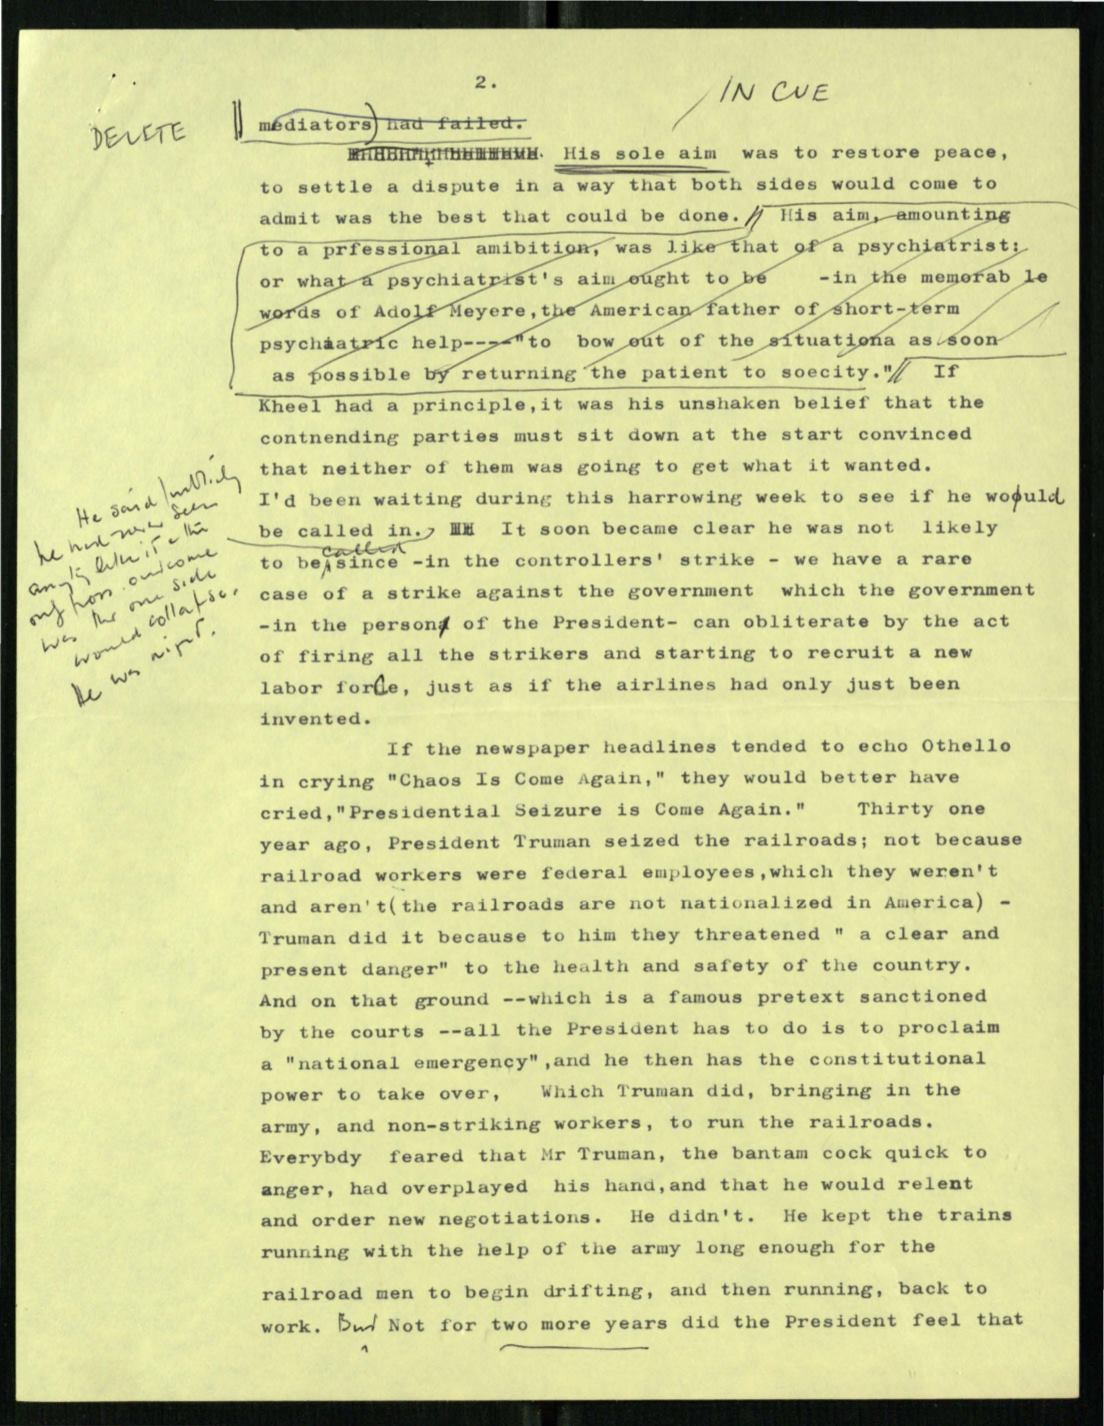 2.
IN CUE
DELETE
mediators) had failed.
His sole aim was to restore peace,
to settle a dispute in a way that both sides would come to
admit was the best that could be done.// His aim, amounting
to a prfessional amibition, was like that of a psychiatrist:
or what a psychiatrist's aim ought to be -in the memorab le
words of Adolf Meyere,the American father of short-term
psychiatric help----"to bow out of the situationa as soon
as possible by returning the patient to soecity."// If
Kheel had a principle,it was his unshaken belief that the
contnending parties must sit down at the start convinced
that neither of them was going to get what it wanted.
I'd been waiting during this harrowing week to see if he would
be called in. It soon became clear he was not likely
called
to be since -in the controllers' strike - we have a rare
case of a strike against the government which the government
-in the person of the President- can obliterate by the act
of firing all the strikers and starting to recruit a new
labor force, just as if the airlines had only just been
invented.
He said publicly
he had never seen
anythg like it & the
only poss. outcome
was the one side
would collapse.
He was right.
If the newspaper headlines tended to echo Othello
in crying "Chaos Is Come Again," they would better have
cried,"Presidential Seizure is Come Again." Thirty one
year ago, President Truman seized the railroads; not because
railroad workers were federal employees,which they weren't
and aren't(the railroads are not nationalized in America) -
Truman did it because to him they threatened " a clear and
present danger" to the health and safety of the country.
And on that ground --which is a famous pretext sanctioned
by the courts --all the President has to do is to proclaim
a "national emergency",and he then has the constitutional
power to take over, Which Truman did, bringing in the
army, and non-striking workers, to run the railroads.
Everybdy feared that Mr Truman, the bantam cock quick to
anger, had overplayed his hand,and that he would relent
and order new negotiations. He didn't. He kept the trains
running with the help of the army long enough for the
railroad men to begin drifting, and then running, back to
work. But Not for two more years did the President feel that